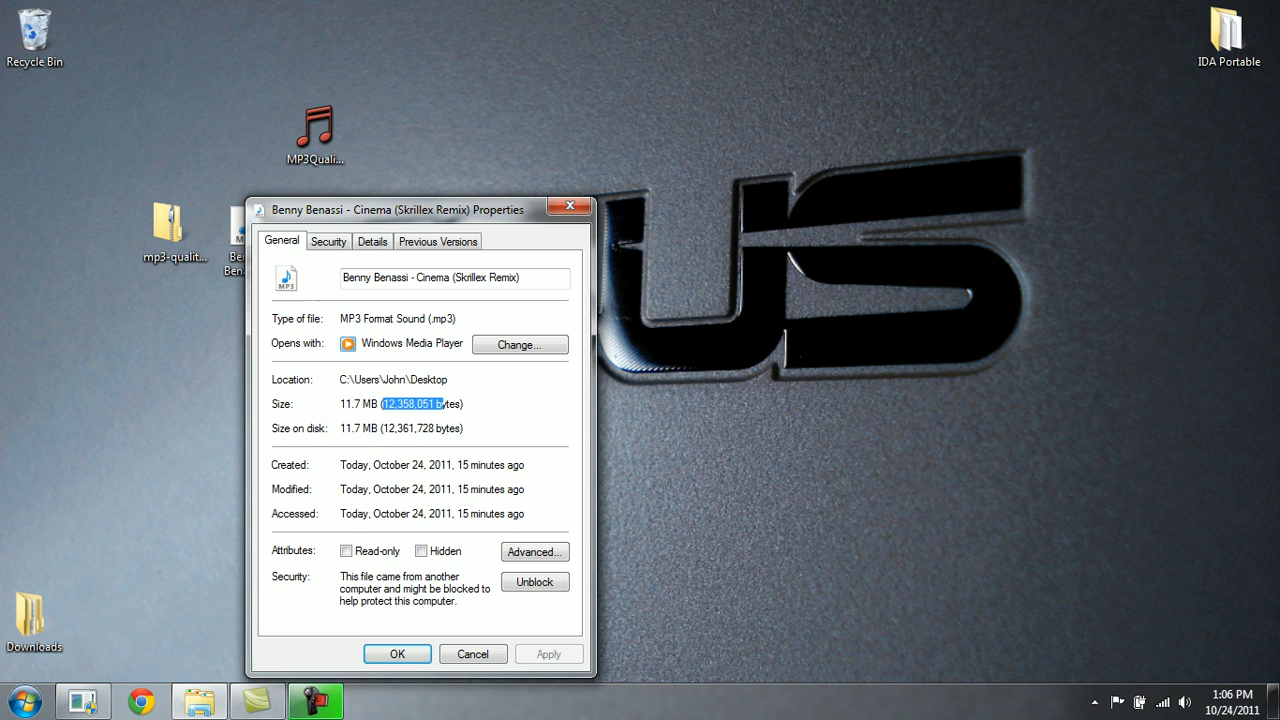 Recycle Bin
IDA Portable
MP3Quali...
mp3-qualit...
Benny Benassi - Cinema (Skrillex Remix) Properties
General Security Details Previous Versions
MP3
Benny Benassi - Cinema (Skrillex Remix)
Type of file: MP3 Format Sound (.mp3)
Opens with: Windows Media Player Change...
Location: C:\Users\John\Desktop
Size: 11.7 MB (12,358,051 bytes)
Size on disk: 11.7 MB (12,361,728 bytes)
Created: Today, October 24, 2011, 15 minutes ago
Modified: Today, October 24, 2011, 15 minutes ago
Accessed: Today, October 24, 2011, 15 minutes ago
Attributes: Read-only Hidden Advanced...
Security: This file came from another
computer and might be blocked to
help protect this computer.
Unblock
OK Cancel Apply
US
Downloads
1:06 PM
10/24/2011